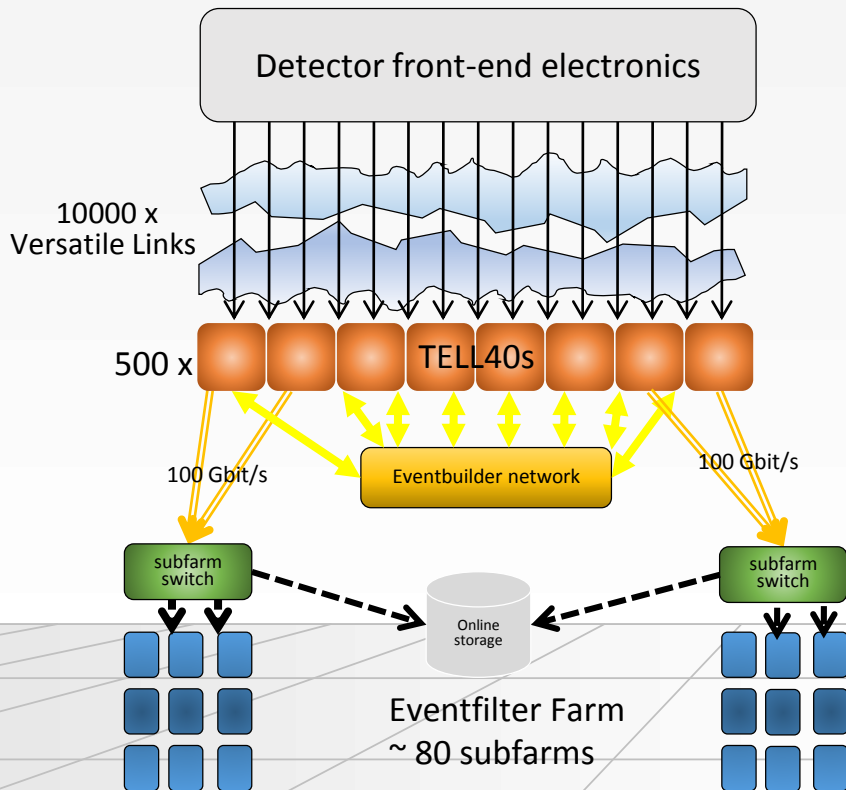 Detector front-end electronics
10000 x
Versatile Links
500 x
TELL40s
100 Gbit/s
100 Gbit/s
Eventbuilder network
subfarm
switch
subfarm
switch
Online
storage
Eventfilter Farm
~ 80 subfarms